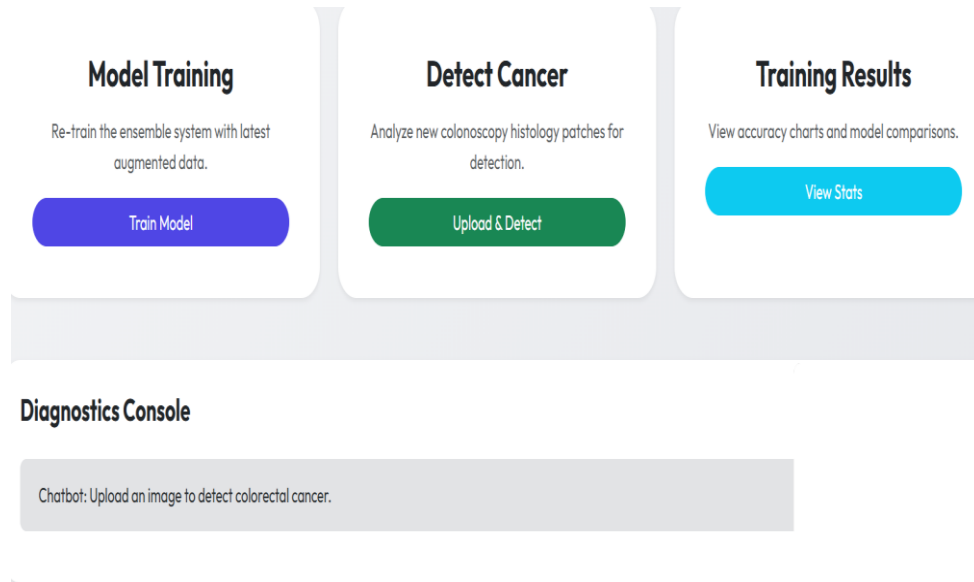 Model Training
Re-train the ensemble system with latest
augmented data.
Train Model
Detect Cancer
Analyze new colonoscopy histology patches for
detection.
Upload & Detect
Training Results
View accuracy charts and model comparisons.
View Stats
Diagnostics Console
Chatbot: Upload an image to detect colorectal cancer.